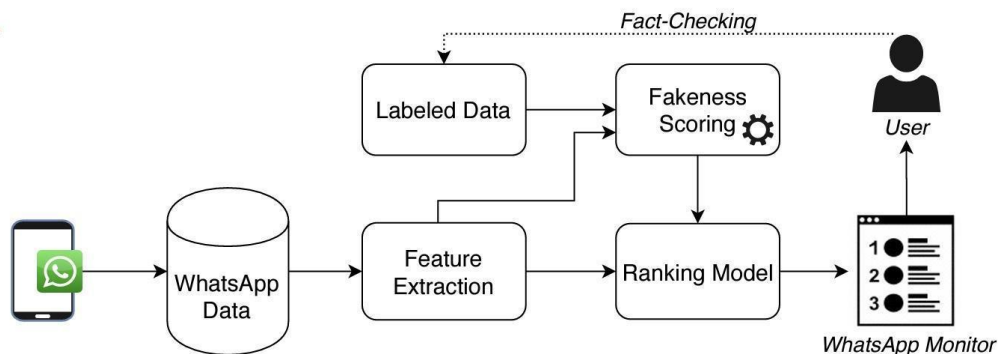 Fact-Checking
Labeled Data
Fakeness
Scoring
User
WhatsApp
Data
Feature
Extraction
Ranking Model
1
2
3
WhatsApp Monitor